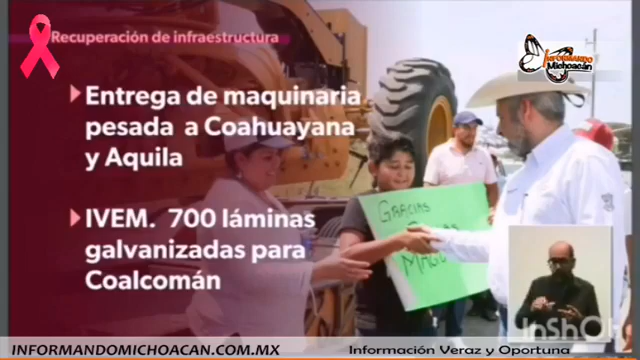 Recuperación de infraestructura
INFORMANDO
Michoacán
Entrega de maquinaria
pesada a Coahuayana
y Aquila
GRACIAS
IVEM. 700 láminas
galvanizadas para
Coalcomán
InShOt
INFORMANDOMICHOACAN.COM.MX
Información Veraz y Oportuna